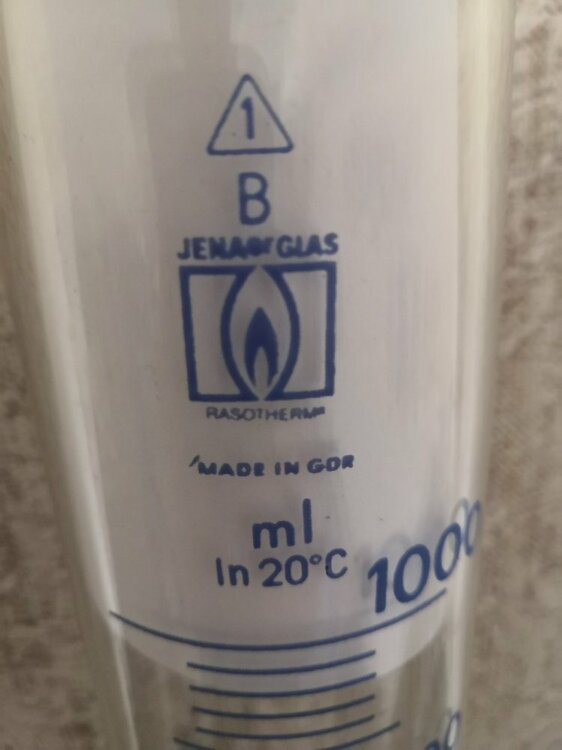 1
B
JENAer GLAS
RASOTHERM®
MADE IN GDR
ml
In 20°C
1000